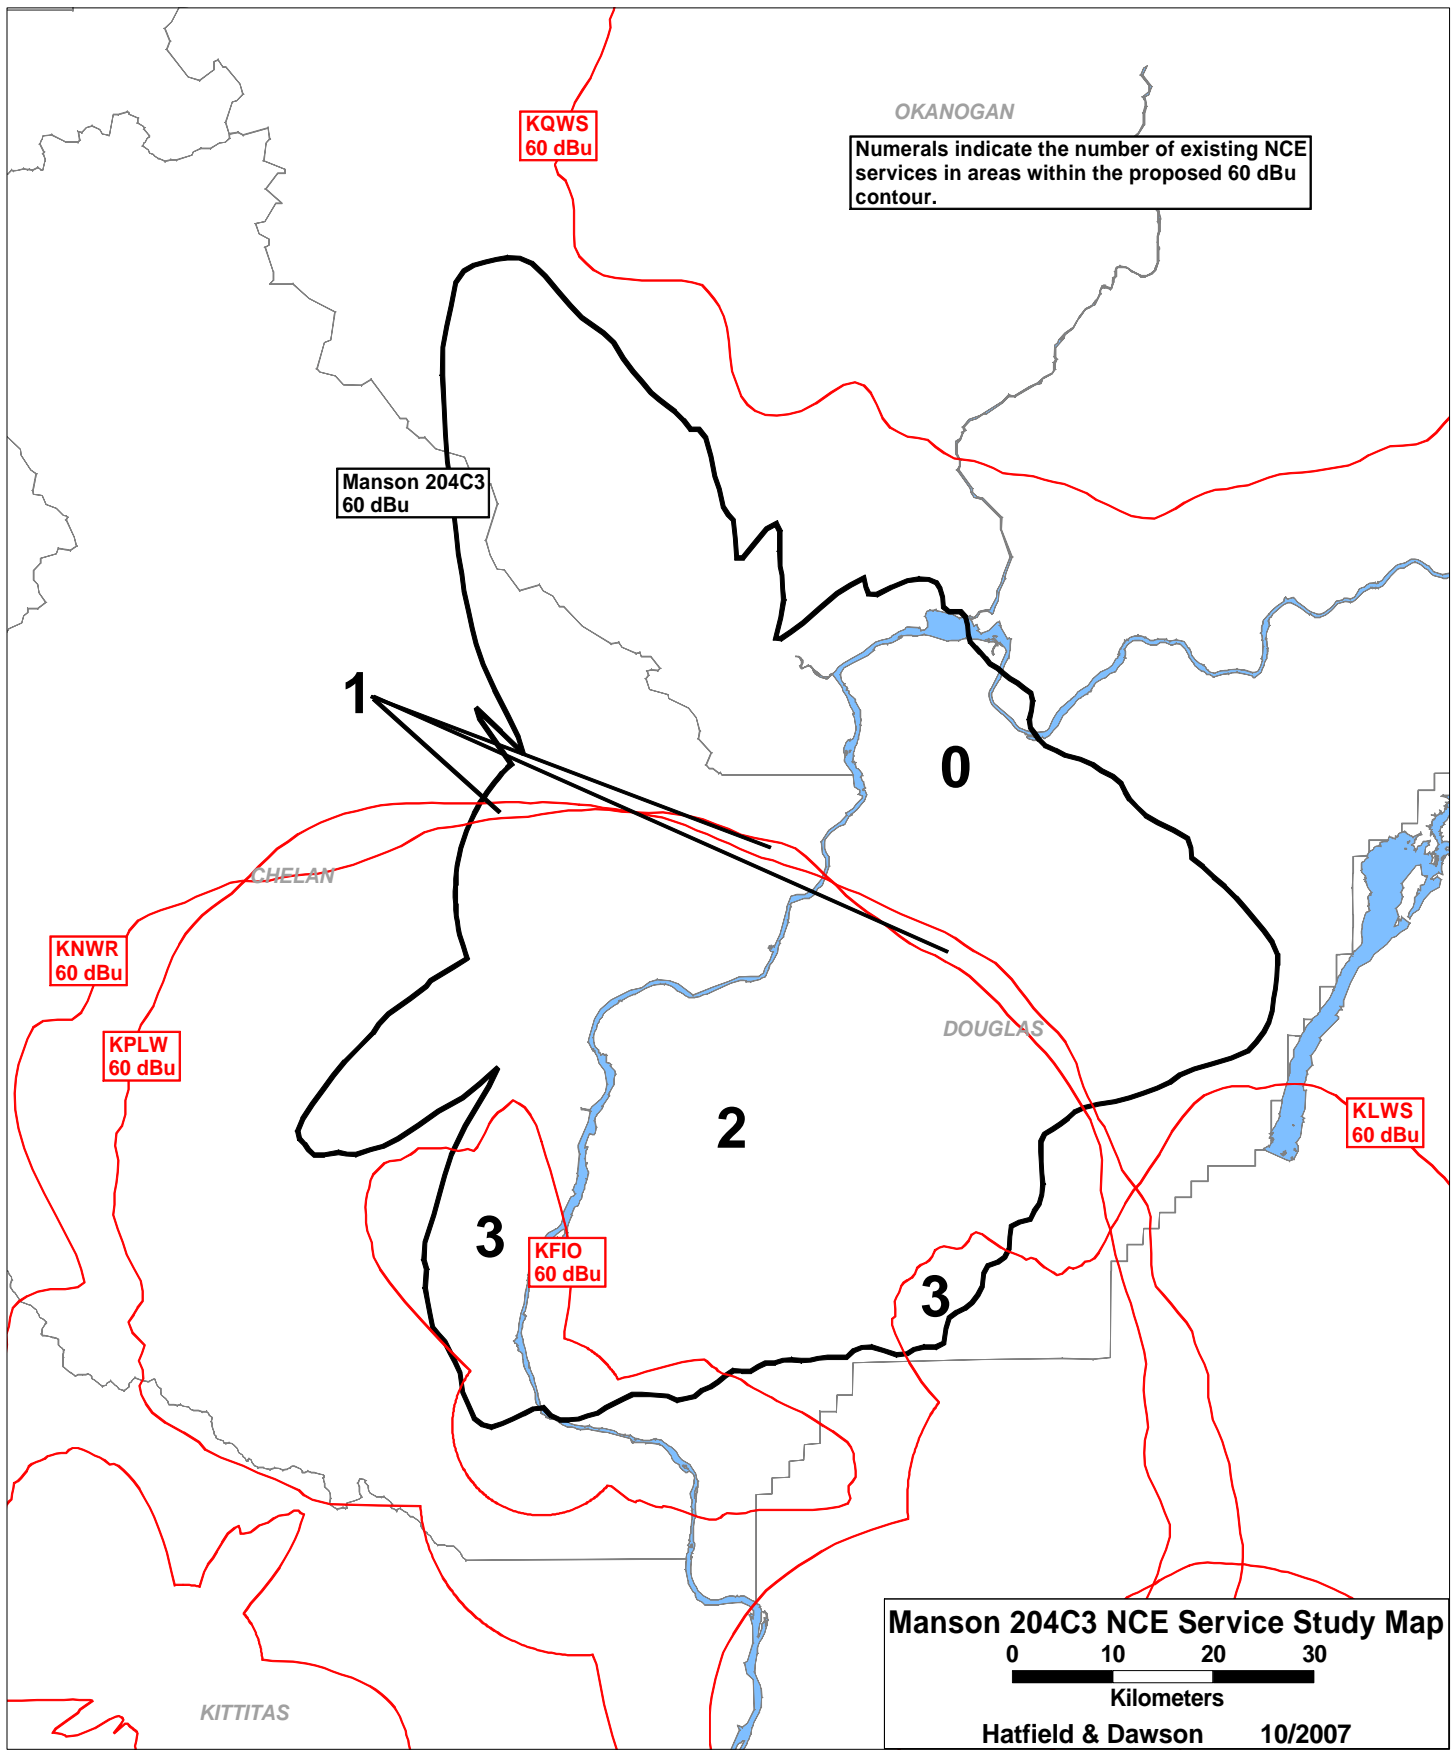 OKANOGAN
KQWS
60 dBu
Numerals indicate the number of existing NCE
services in areas within the proposed 60 dBu
contour.
Manson 204C3
60 dBu
1
0
CHELAN
KNWR
60 dBu
KPLW
60 dBu
DOUGLAS
2
KLWS
60 dBu
3
KFIO
60 dBu
3
KITTITAS
Manson 204C3 NCE Service Study Map
0 10 20 30
Kilometers
Hatfield & Dawson 10/2007